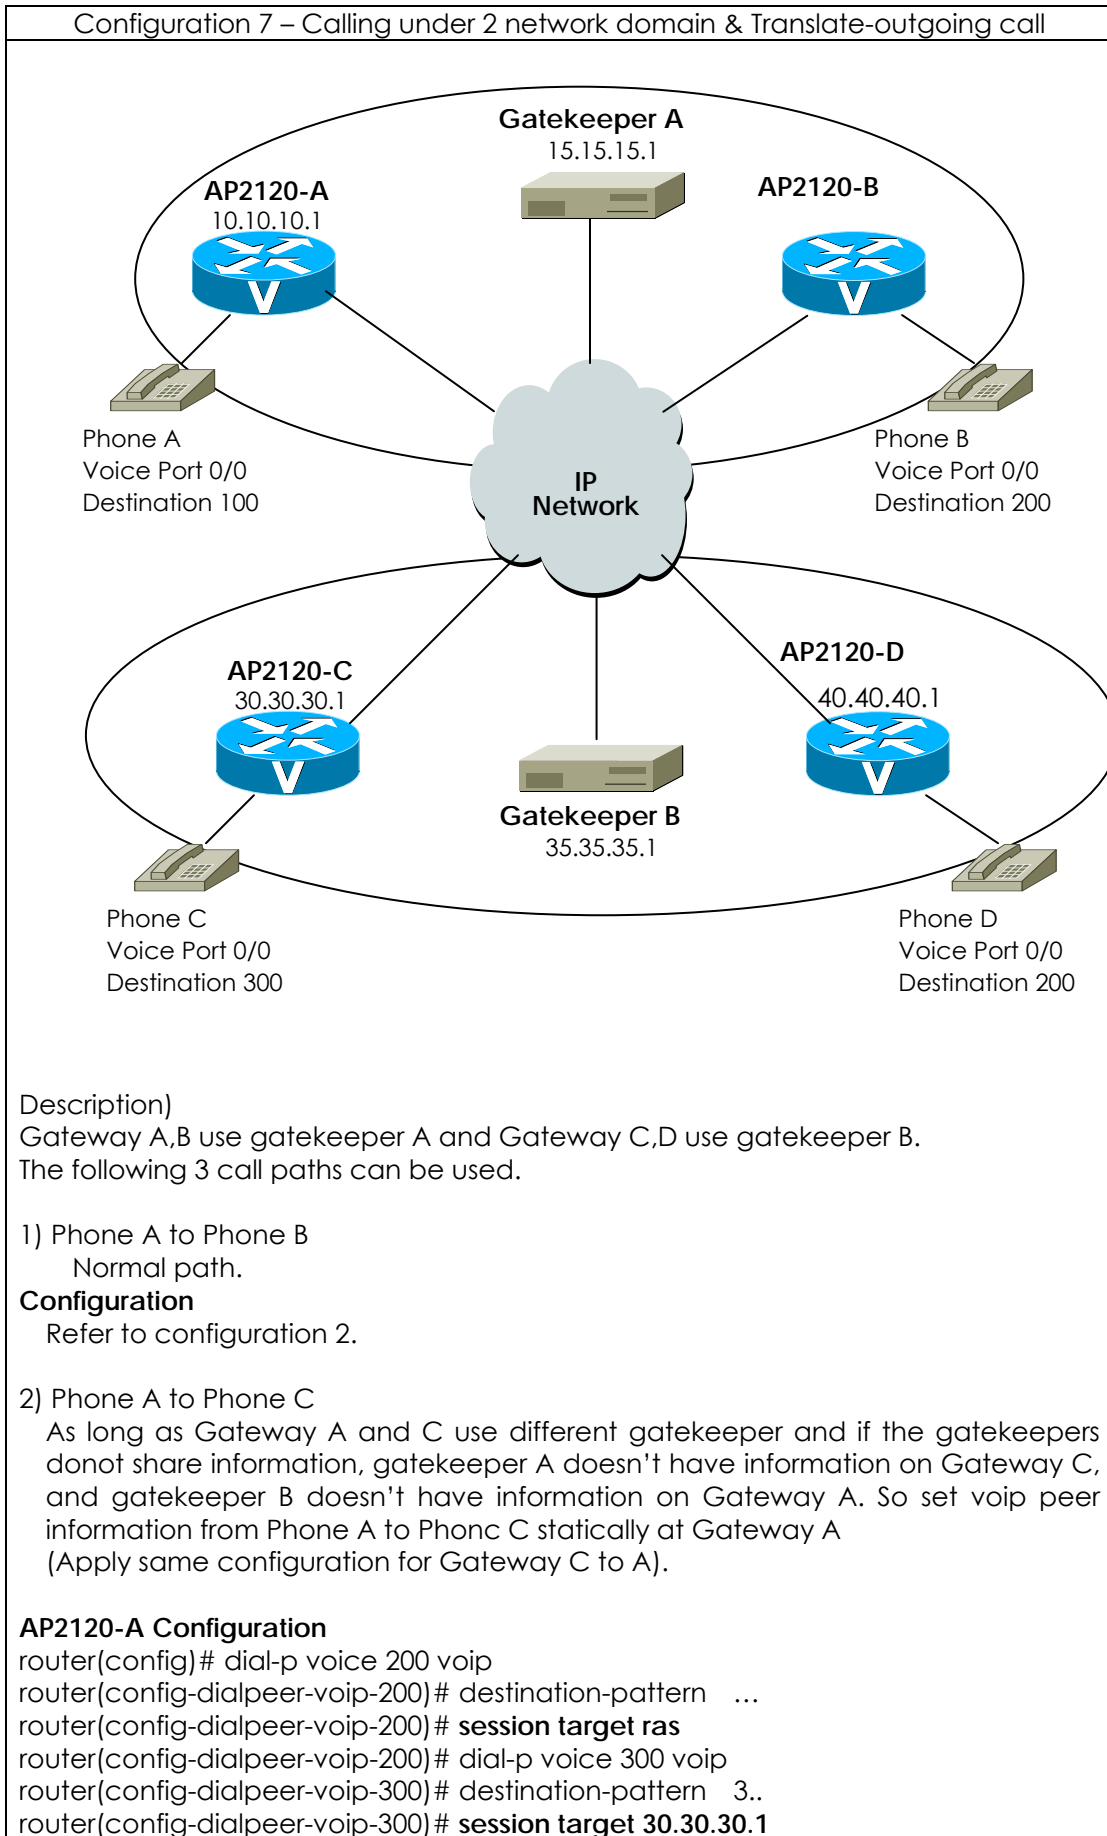 Configuration 7 – Calling under 2 network domain & Translate-outgoing call
Gatekeeper A
15.15.15.1
AP2120-A
10.10.10.1
AP2120-B
V
V
Phone A
Voice Port 0/0
Destination 100
Phone B
Voice Port 0/0
Destination 200
IP
Network
AP2120-C
30.30.30.1
AP2120-D
40.40.40.1
V
V
Gatekeeper B
35.35.35.1
Phone C
Voice Port 0/0
Destination 300
Phone D
Voice Port 0/0
Destination 200
Description)
Gateway A,B use gatekeeper A and Gateway C,D use gatekeeper B.
The following 3 call paths can be used.
1) Phone A to Phone B
Normal path.
Configuration
Refer to configuration 2.
2) Phone A to Phone C
As long as Gateway A and C use different gatekeeper and if the gatekeepers
donot share information, gatekeeper A doesn't have information on Gateway C,
and gatekeeper B doesn't have information on Gateway A. So set voip peer
information from Phone A to Phonc C statically at Gateway A
(Apply same configuration for Gateway C to A).
AP2120-A Configuration
router(config)# dial-p voice 200 voip
router(config-dialpeer-voip-200)# destination-pattern …
router(config-dialpeer-voip-200)# session target ras
router(config-dialpeer-voip-200)# dial-p voice 300 voip
router(config-dialpeer-voip-300)# destination-pattern 3..
router(config-dialpeer-voip-300)# session target 30.30.30.1